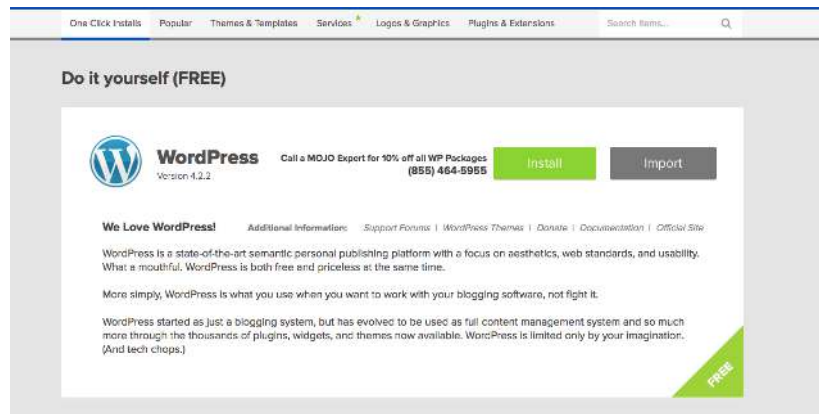 One Click Installs Popular Themes & Templates Services Logos & Graphics Plugins & Extensions Search Items...
Do it yourself (FREE)
WordPress
Version 4.2.2
Call a MOJO Expert for 10% off all WP Packages
(855) 464-5955
Install
Import
We Love WordPress! Additional Information: Support Forums | WordPress Themes | Donate | Documentation | Official Site
WordPress is a state-of-the-art semantic personal publishing platform with a focus on aesthetics, web standards, and usability.
What a mouthful. WordPress is both free and priceless at the same time.
More simply, WordPress is what you use when you want to work with your blogging software, not fight it.
WordPress started as just a blogging system, but has evolved to be used as full content management system and so much
more through the thousands of plugins, widgets, and themes now available. WordPress is limited only by your imagination.
(And tech chops.)
FREE